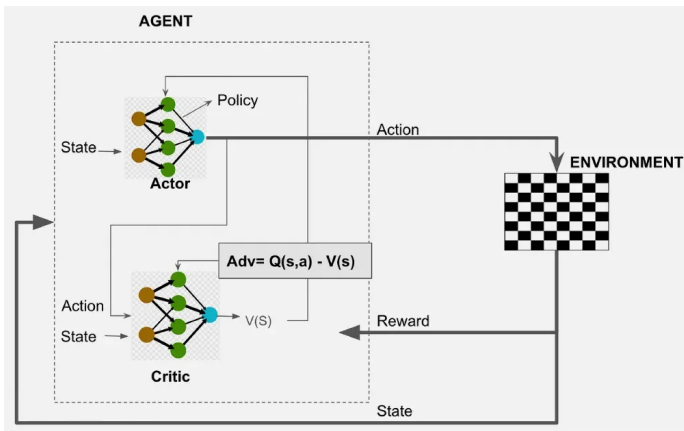 AGENT
Policy
State
Actor
Action
ENVIRONMENT
Adv= Q(s,a) - V(s)
Action
State
V(S)
Critic
Reward
State